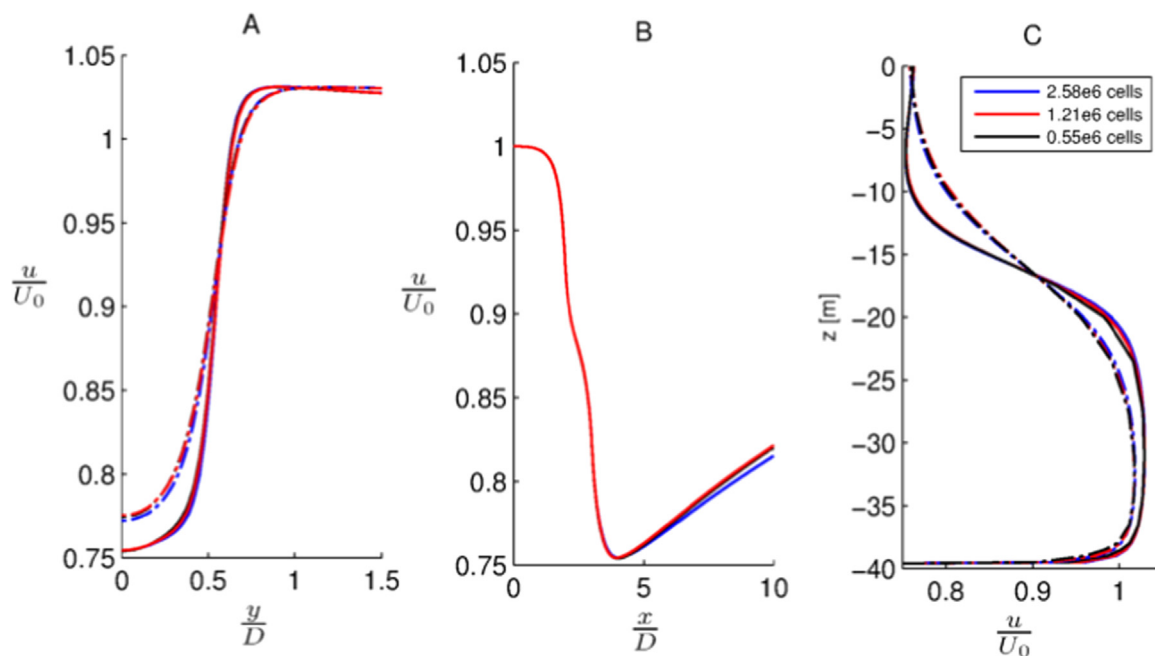 A
1.05
1
0.95
0.9
0.85
0.8
0.75
0 0.5 1 1.5
u
U0
y
D
B
1.05
1
0.95
0.9
0.85
0.8
0.75
0 5 10
u
U0
x
D
C
0
−5
−10
−15
−20
−25
−30
−35
−40
0.8 0.9 1
z [m]
u
U0
2.58e6 cells
1.21e6 cells
0.55e6 cells